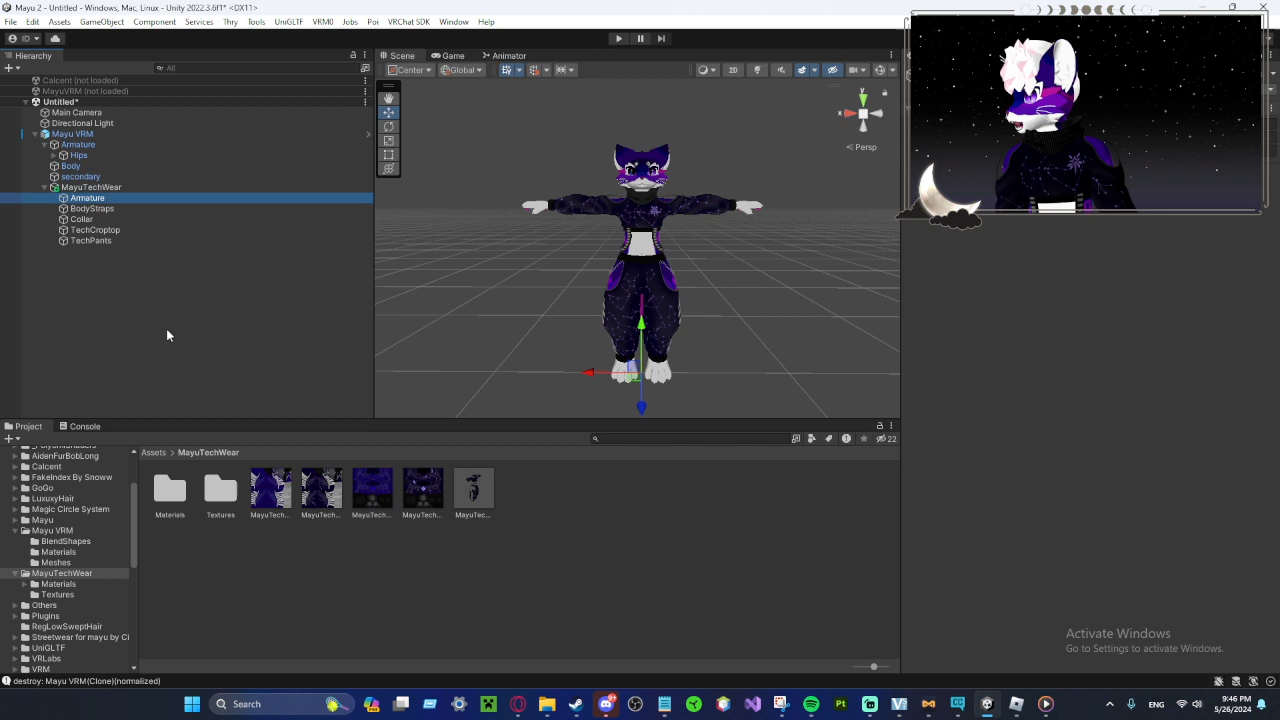 Mayu 2 - Untitled - Windows, Mac, Linux - Unity 2022.3.6f1* <DX11>
File Edit Assets GameObject Component Services Thry Tools UniGLTF VRM0 Jobs Poi VRChat SDK Window Help
ID
Hierarchy
All
Calcent (not loaded)
MayuVRM (not loaded)
Untitled*
Main Camera
Directional Light
Mayu VRM
Armature
Hips
Body
secondary
MayuTechWear
Armature
BodyStraps
Collar
TechCroptop
TechPants
Scene Game Animator
Center Global 2D
y
x
Persp
Project Console
22
AidenFurBobLong
Calcent
FakeIndex By Snoww
GoGo
LuxuxyHair
Magic Circle System
Mayu
Mayu VRM
BlendShapes
Materials
Meshes
MayuTechWear
Materials
Textures
Others
Plugins
RegLowSweptHair
Streetwear for mayu by Ci
UniGLTF
VRLabs
VRM
Assets > MayuTechWear
Materials Textures MayuTech... MayuTech... MayuTech... MayuTech... MayuTec...
Activate Windows
Go to Settings to activate Windows.
destroy: Mayu VRM(Clone)(normalized)
Search
ENG
9:46 PM
5/26/2024